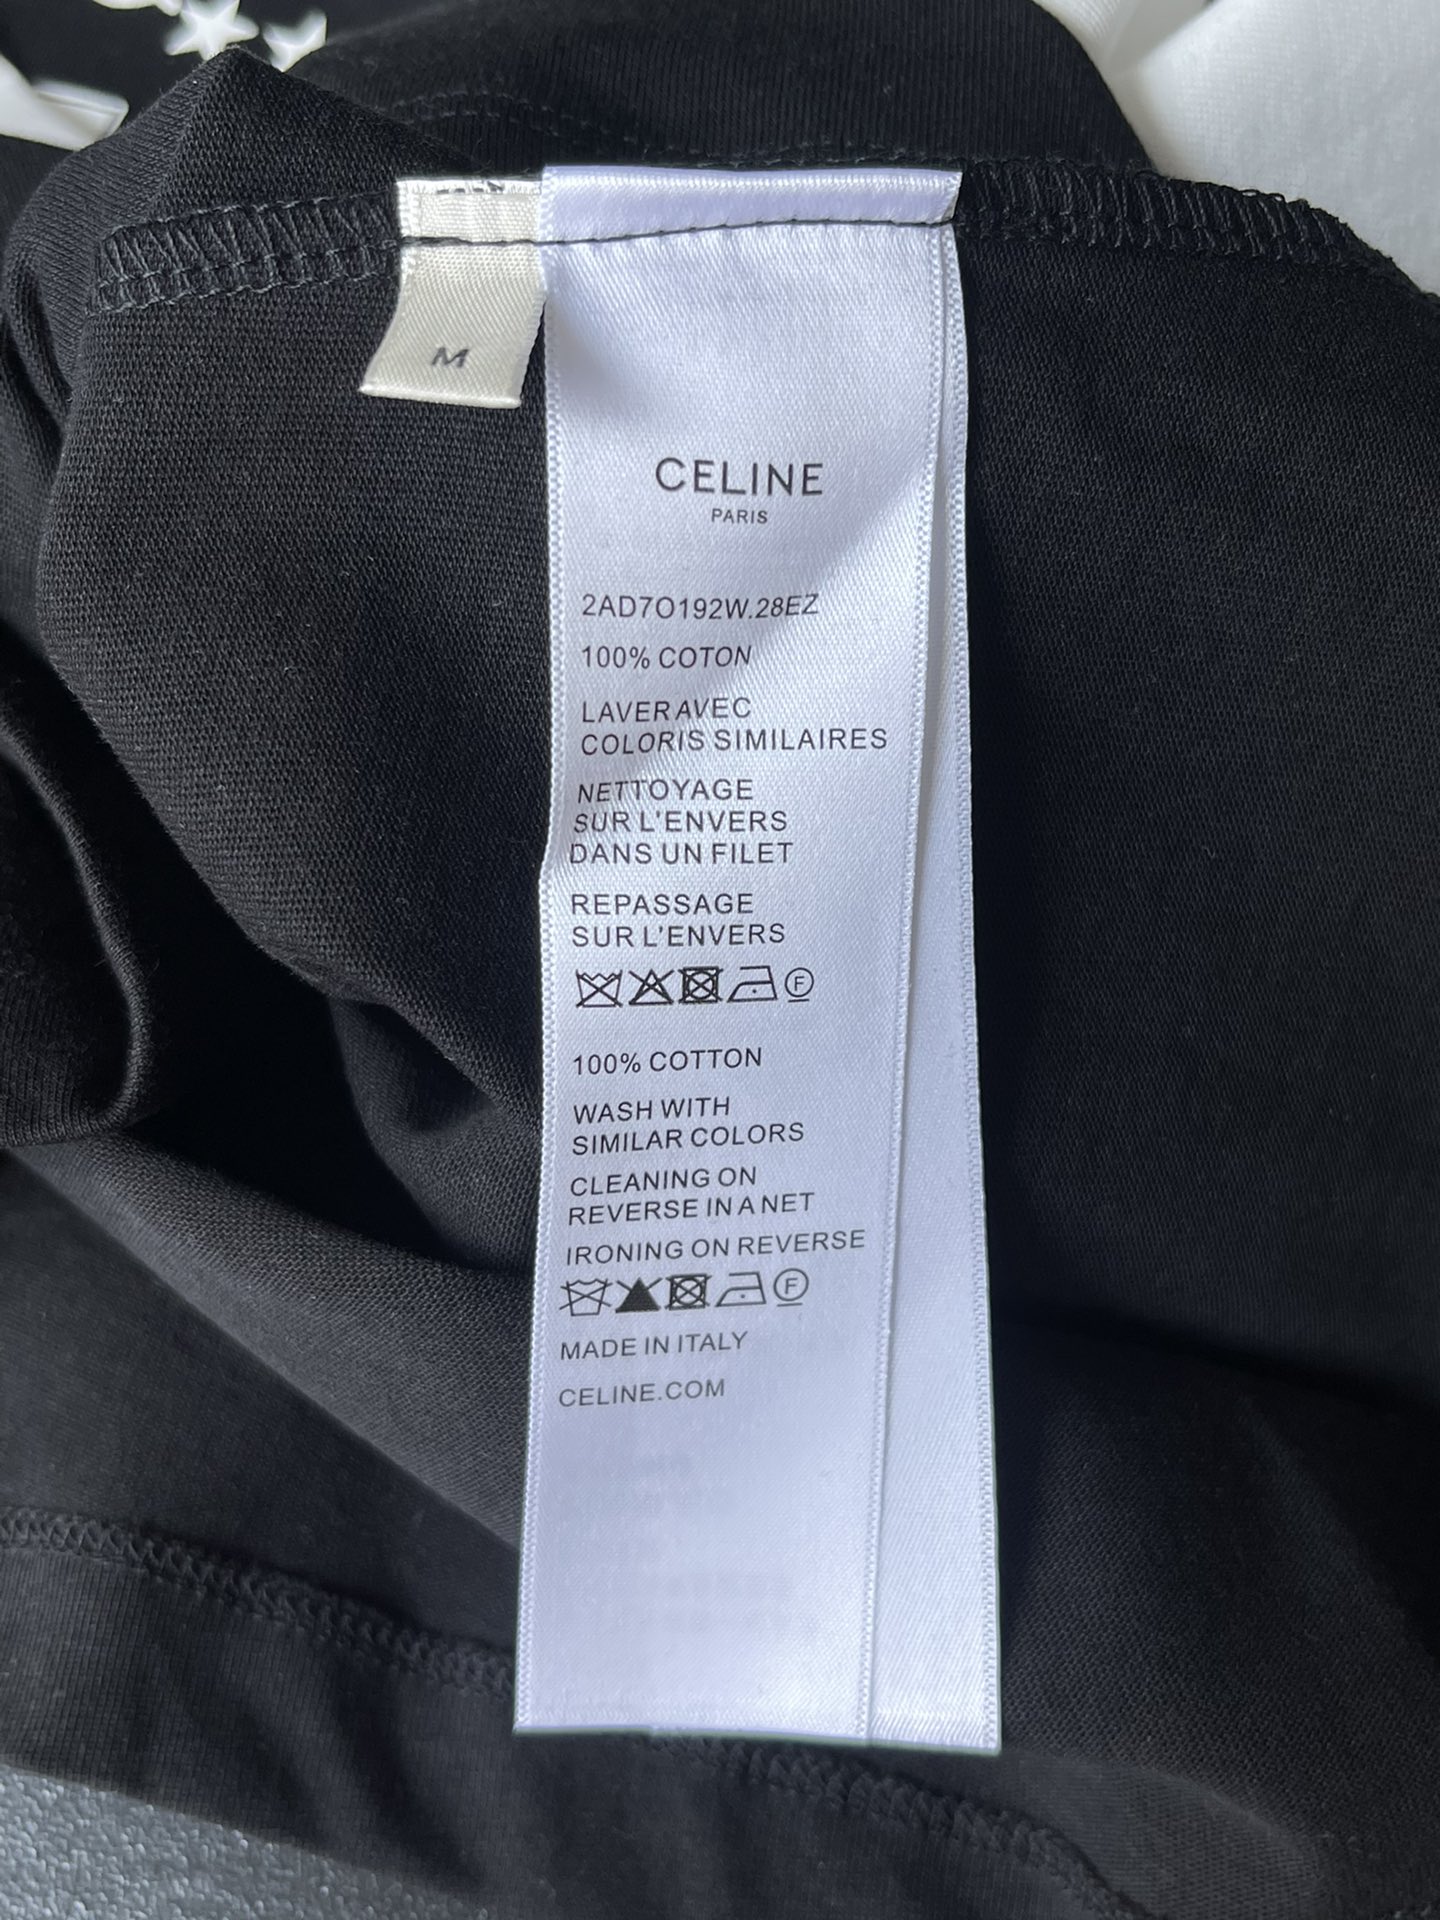 M
CELINE
PARIS
2AD7O192W.28EZ
100% COTON
LAVER AVEC
COLORIS SIMILAIRES
NETTOYAGE
SUR L'ENVERS
DANS UN FILET
REPASSAGE
SUR L'ENVERS
F
100% COTTON
WASH WITH
SIMILAR COLORS
CLEANING ON
REVERSE IN A NET
IRONING ON REVERSE
F
MADE IN ITALY
CELINE.COM